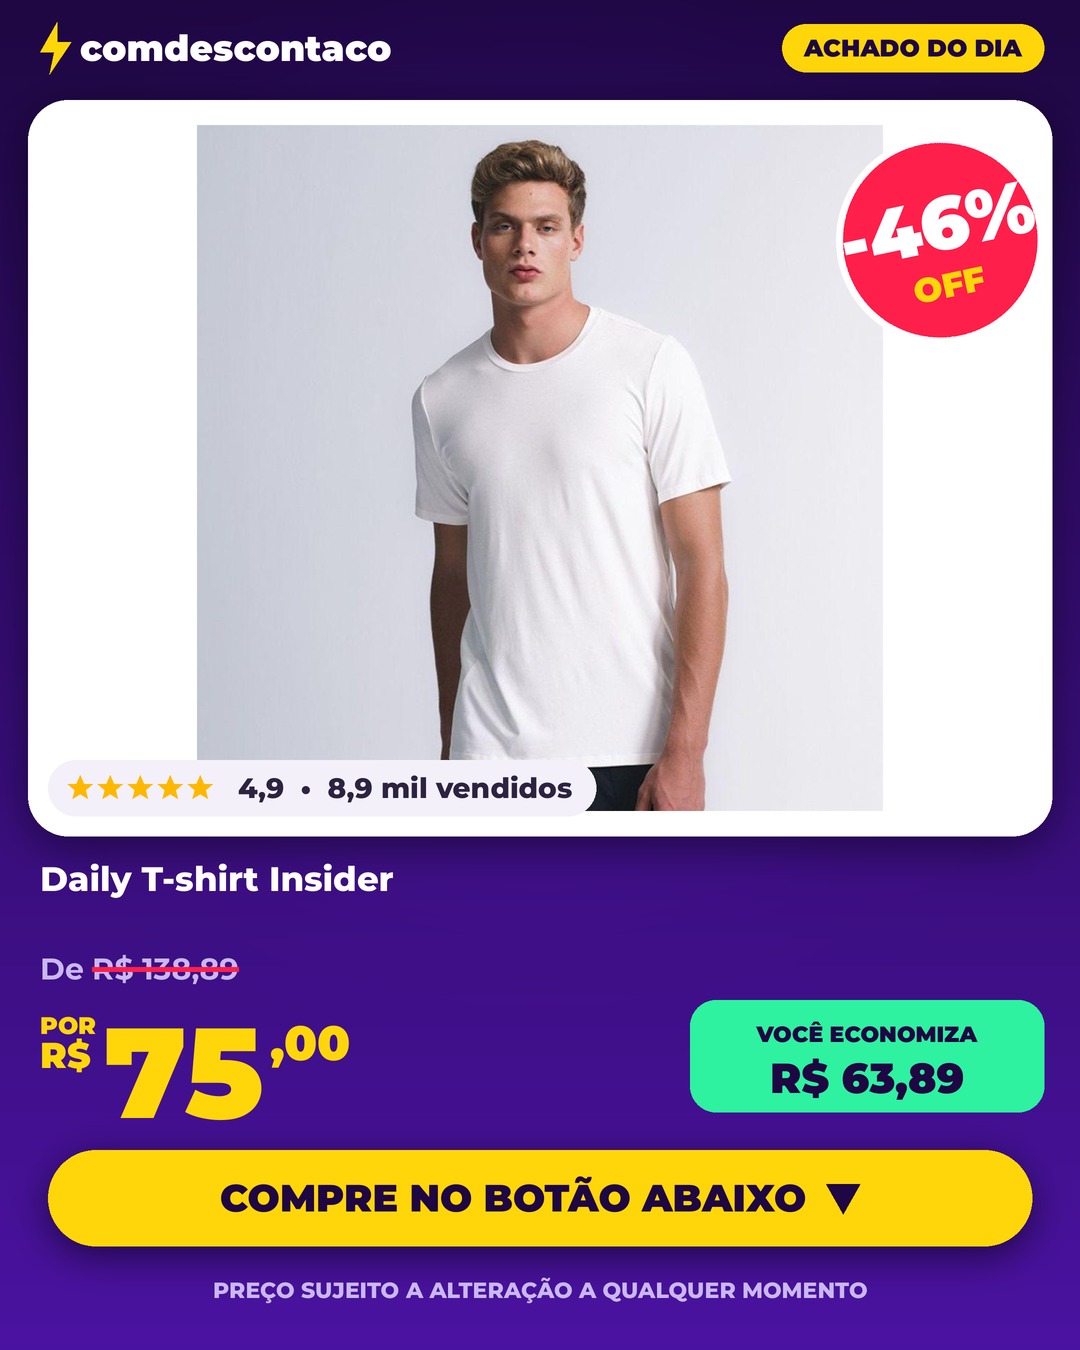 comdescontaco
ACHADO DO DIA
-46%
OFF
4,9 • 8,9 mil vendidos
Daily T-shirt Insider
De R$ 138,89
POR
R$ 75,00
VOCÊ ECONOMIZA
R$ 63,89
COMPRE NO BOTÃO ABAIXO ▼
PREÇO SUJEITO A ALTERAÇÃO A QUALQUER MOMENTO